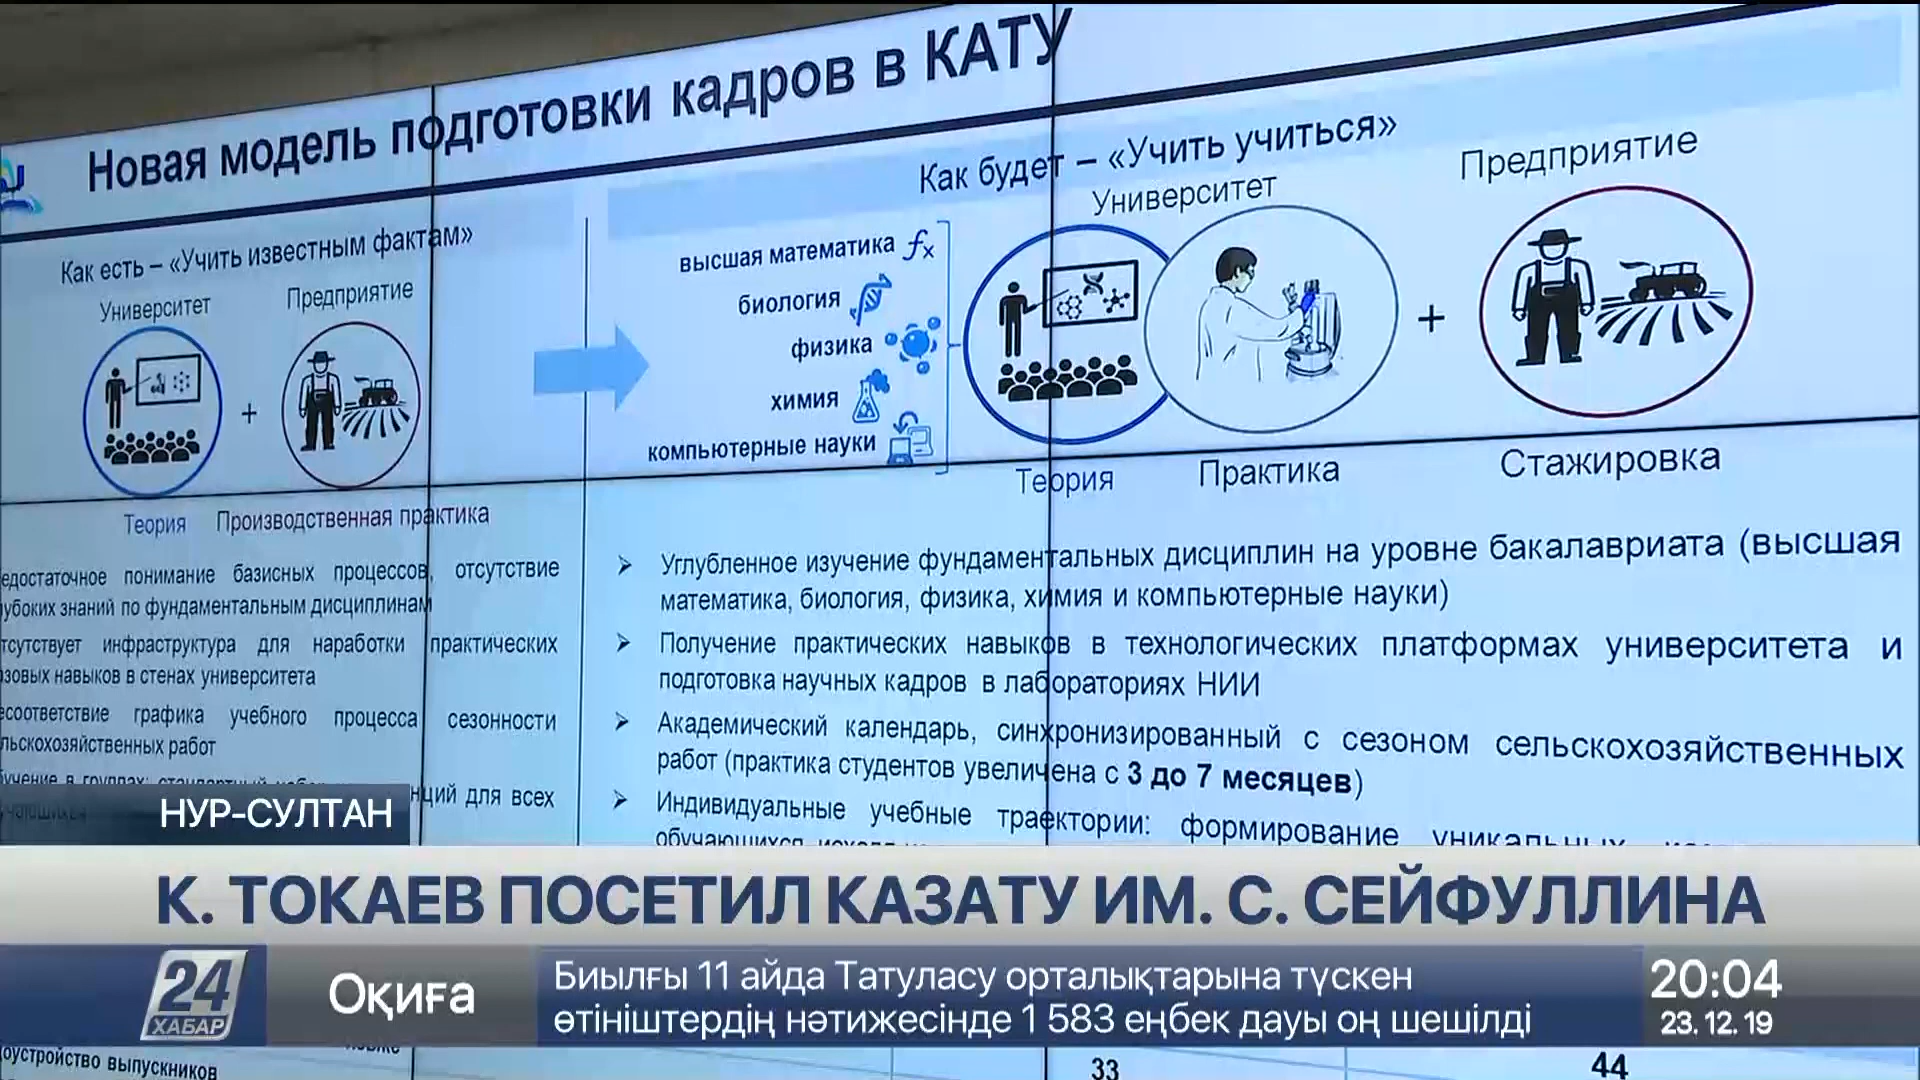 Новая модель подготовки кадров в КАТУ
Как есть – «Учить известным фактам»
Университет
Предприятие
+
Теория
Производственная практика
понимание базисных процессов, отсутствие
знаний по фундаментальным дисциплинам
инфраструктура для наработки практических
навыков в стенах университета
графика учебного процесса сезонности
работ
для всех
Как будет – «Учить учиться»
Университет
Предприятие
высшая математика fx
биология
физика
химия
компьютерные науки
+
Теория
Практика
Стажировка
Углубленное изучение фундаментальных дисциплин на уровне бакалавриата (высшая
математика, биология, физика, химия и компьютерные науки)
Получение практических навыков в технологических платформах университета и
подготовка научных кадров в лабораториях НИИ
Академический календарь, синхронизированный с сезоном сельскохозяйственных
работ (практика студентов увеличена с 3 до 7 месяцев)
Индивидуальные учебные траектории: формирование уникальных
НУР-СУЛТАН
К. ТОКАЕВ ПОСЕТИЛ КАЗАТУ ИМ. С. СЕЙФУЛЛИНА
24
ХАБАР
Оқиға
Биылғы 11 айда Татуласу орталықтарына түскен
өтініштердің нәтижесінде 1 583 еңбек дауы оң шешілді
20:04
23. 12. 19
выпускников
33
44